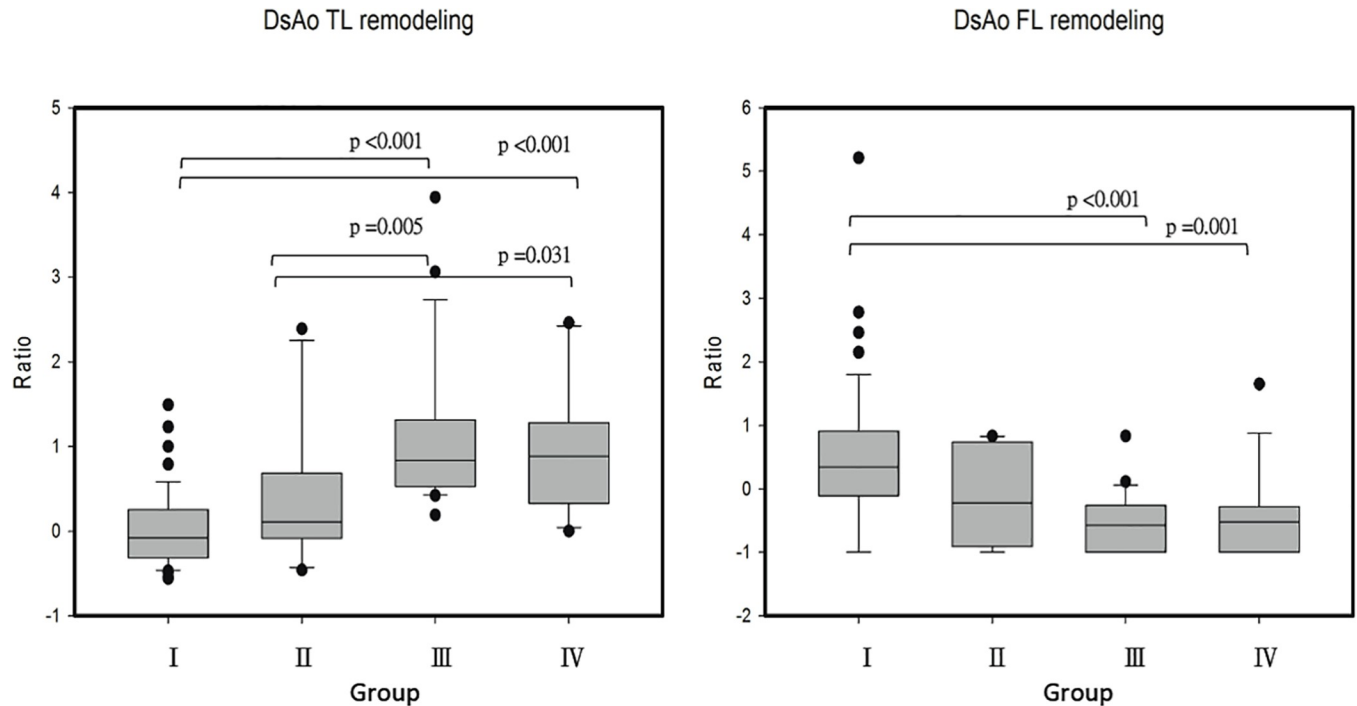 DsAo TL remodeling
5
p <0.001
p <0.001
4
p =0.005
p =0.031
3
Ratio
2
1
0
-1
I
II
III
IV
Group
DsAo FL remodeling
6
5
p <0.001
p =0.001
4
3
Ratio
2
1
0
-1
-2
I
II
III
IV
Group